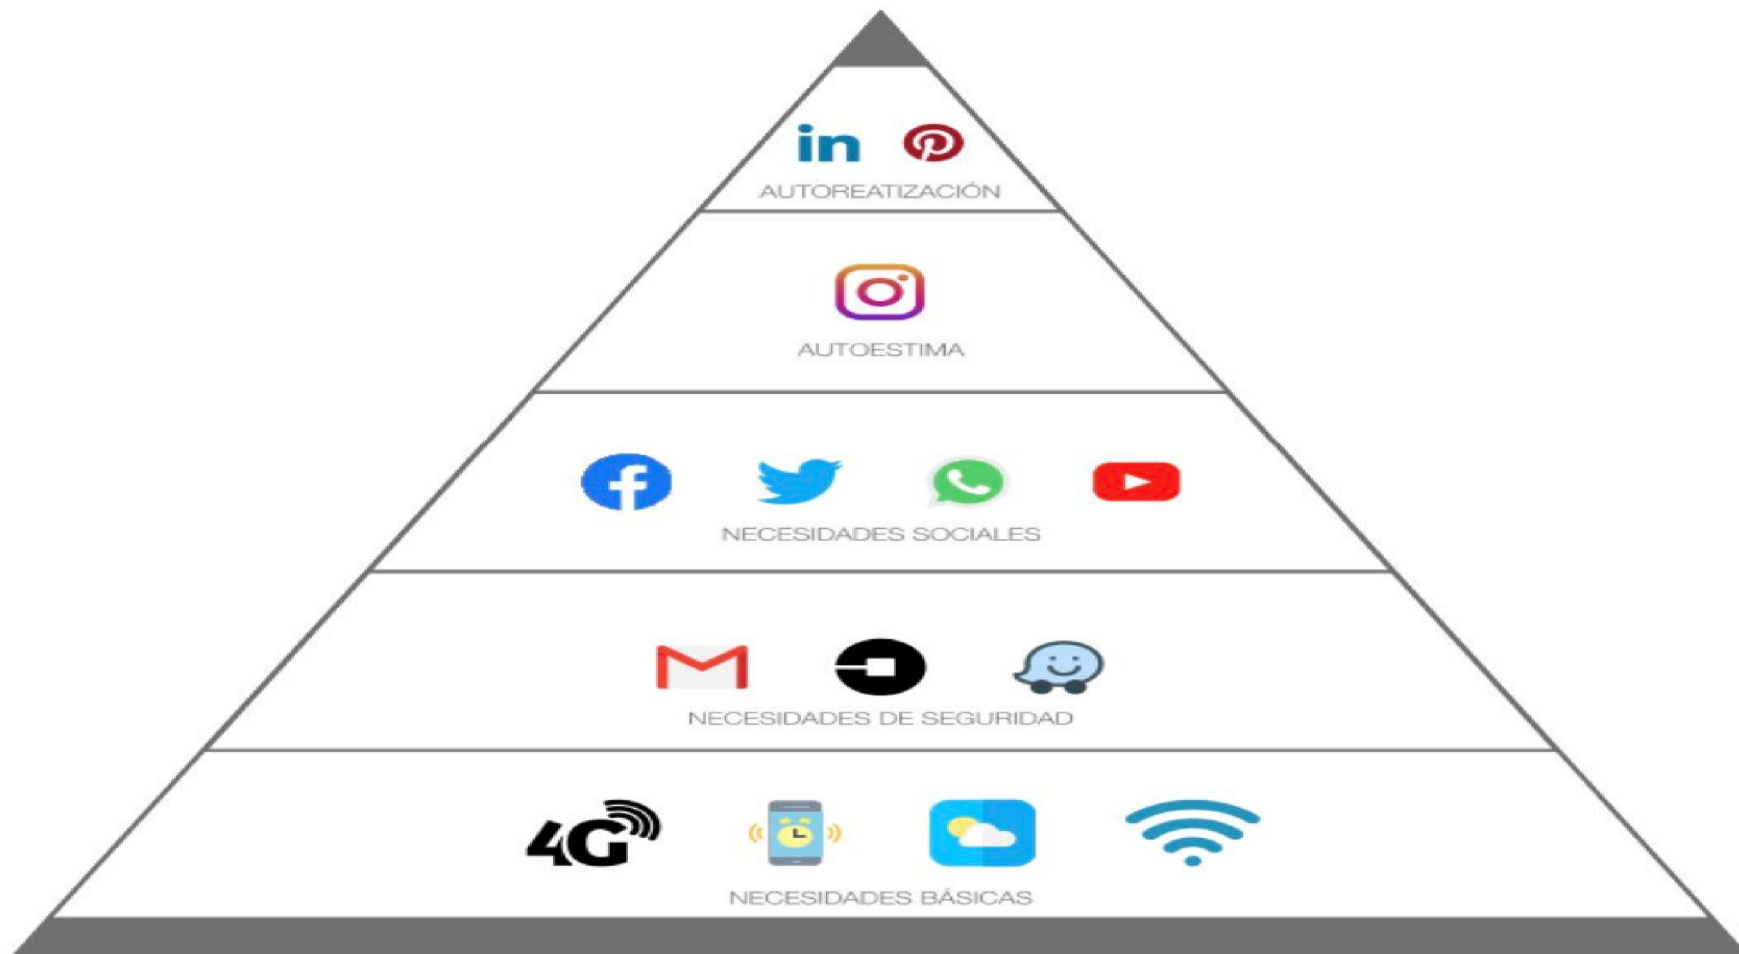 in
AUTOREATIZACIÓN
AUTOESTIMA
NECESIDADES SOCIALES
NECESIDADES DE SEGURIDAD
4G
NECESIDADES BÁSICAS